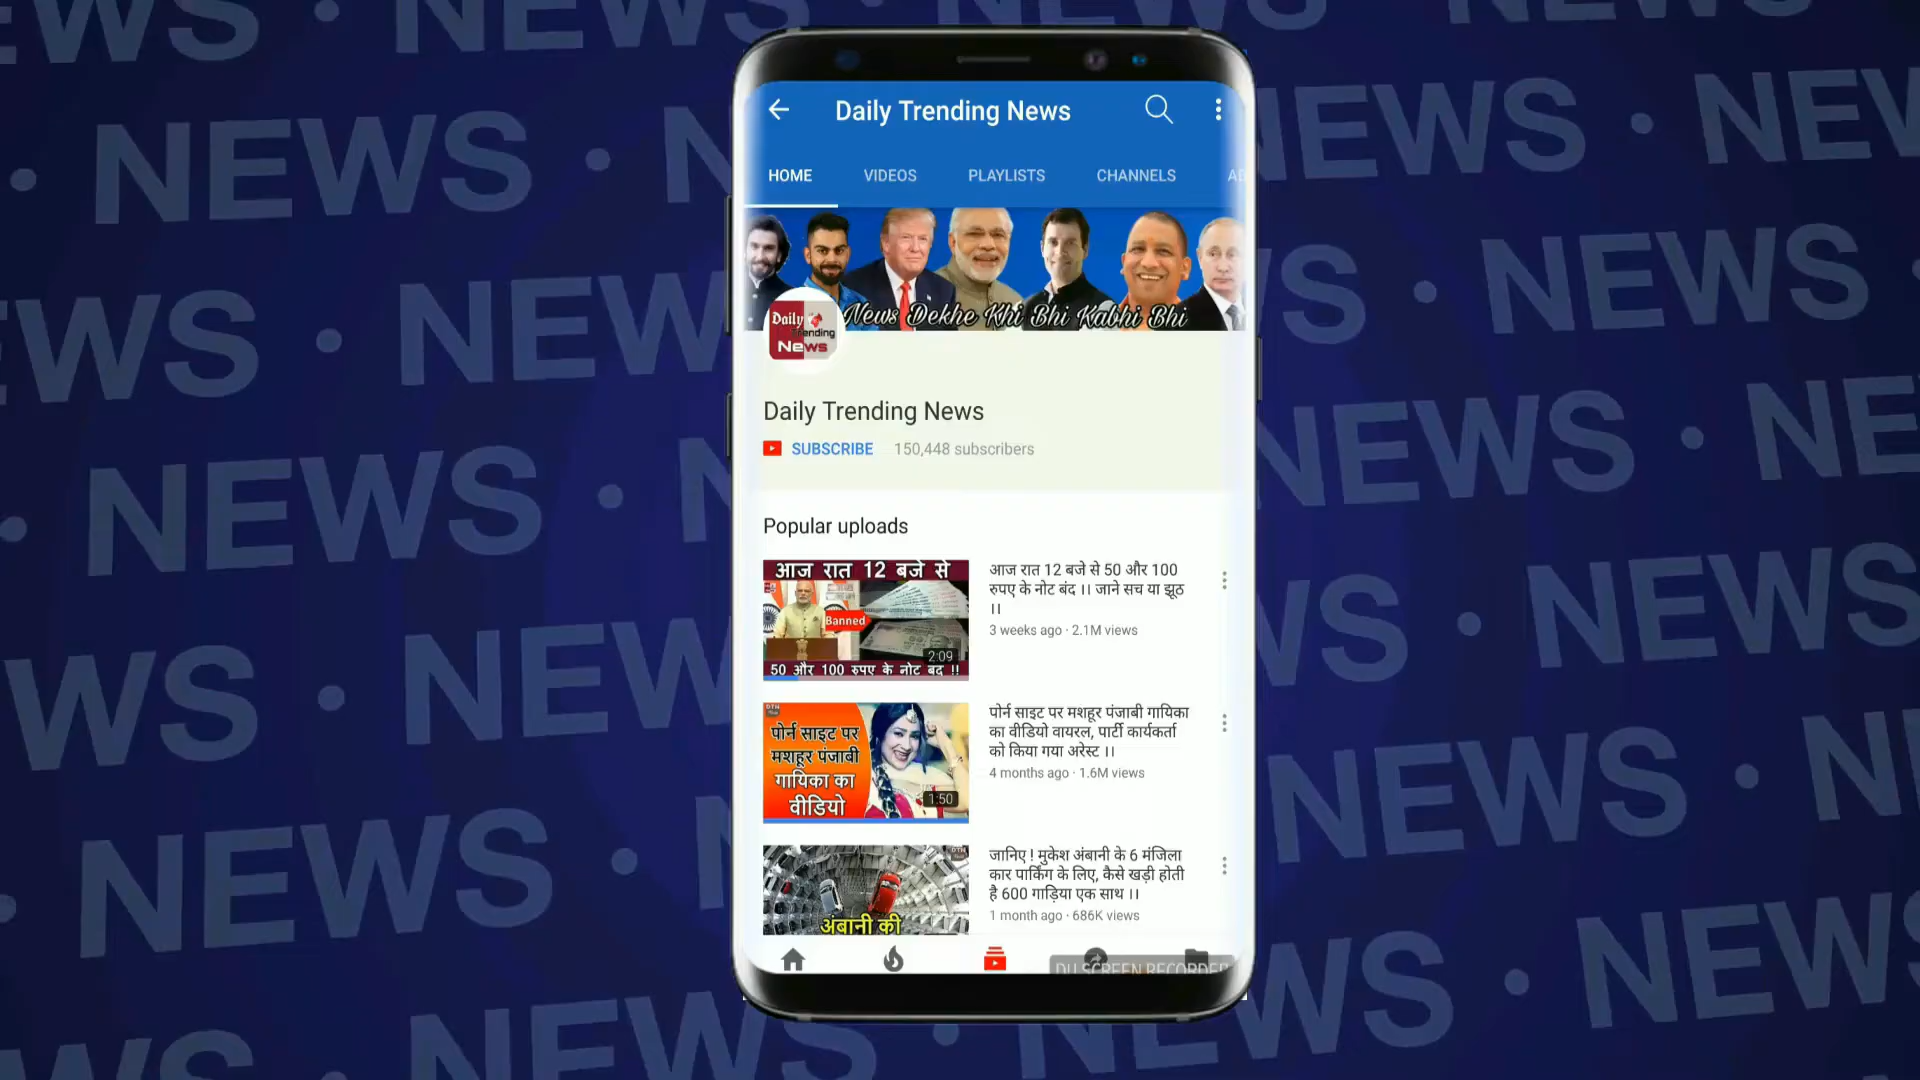 NEWS
Daily Trending News
HOME VIDEOS PLAYLISTS CHANNELS
News Dekhe Khi Bhi Kabhi Bhi
Daily
Trending
News
Daily Trending News
SUBSCRIBE 150,448 subscribers
Popular uploads
आज रात 12 बजे से
Banned
2:09
50 और 100 रुपए के नोट बंद !!
आज रात 12 बजे से 50 और 100
रुपए के नोट बंद ।। जाने सच या झूठ
।।
3 weeks ago · 2.1M views
DTN
पोर्न साइट पर
मशहूर पंजाबी
गायिका का
वीडियो
1:50
पोर्न साइट पर मशहूर पंजाबी गायिका
का वीडियो वायरल, पार्टी कार्यकर्ता
को किया गया अरेस्ट ।।
4 months ago · 1.6M views
DTN
अंबानी की
जानिए ! मुकेश अंबानी के 6 मंजिला
कार पार्किंग के लिए, कैसे खड़ी होती
है 600 गाड़िया एक साथ ।।
1 month ago · 686K views
DU SCREEN RECORDER